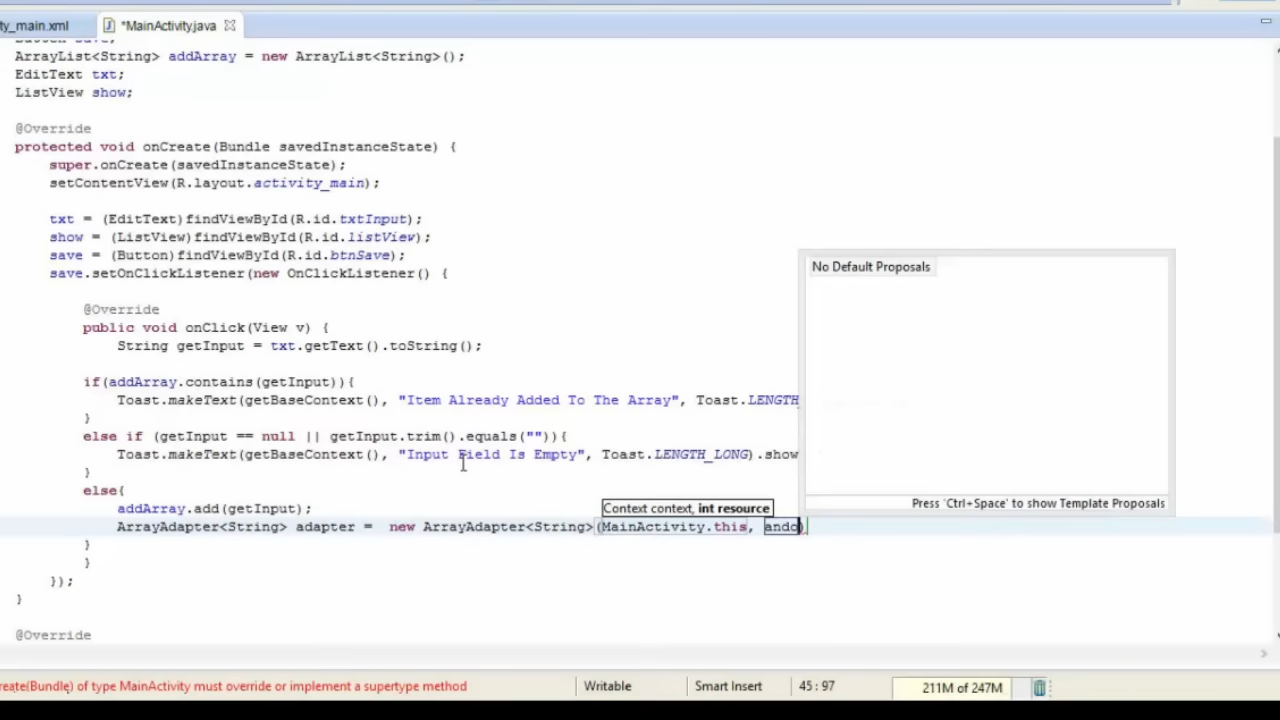 ty_main.xml
*MainActivity.java
ArrayList<String> addArray = new ArrayList<String>();
EditText txt;
ListView show;
@Override
protected void onCreate(Bundle savedInstanceState) {
super.onCreate(savedInstanceState);
setContentView(R.layout.activity_main);
txt = (EditText)findViewById(R.id.txtInput);
show = (ListView)findViewById(R.id.listView);
save = (Button)findViewById(R.id.btnSave);
save.setOnClickListener(new OnClickListener() {
@Override
public void onClick(View v) {
String getInput = txt.getText().toString();
if(addArray.contains(getInput)){
Toast.makeText(getBaseContext(), "Item Already Added To The Array", Toast.LENGTH
}
else if (getInput == null || getInput.trim().equals("")){
Toast.makeText(getBaseContext(), "Input Field Is Empty", Toast.LENGTH_LONG).show
}
else{
addArray.add(getInput);
Context context, int resource
ArrayAdapter<String> adapter = new ArrayAdapter<String>(MainActivity.this, ando)
}
}
});
}
@Override
No Default Proposals
Press 'Ctrl+Space' to show Template Proposals
reate(Bundle) of type MainActivity must override or implement a supertype method
Writable
Smart Insert
45 : 97
211M of 247M